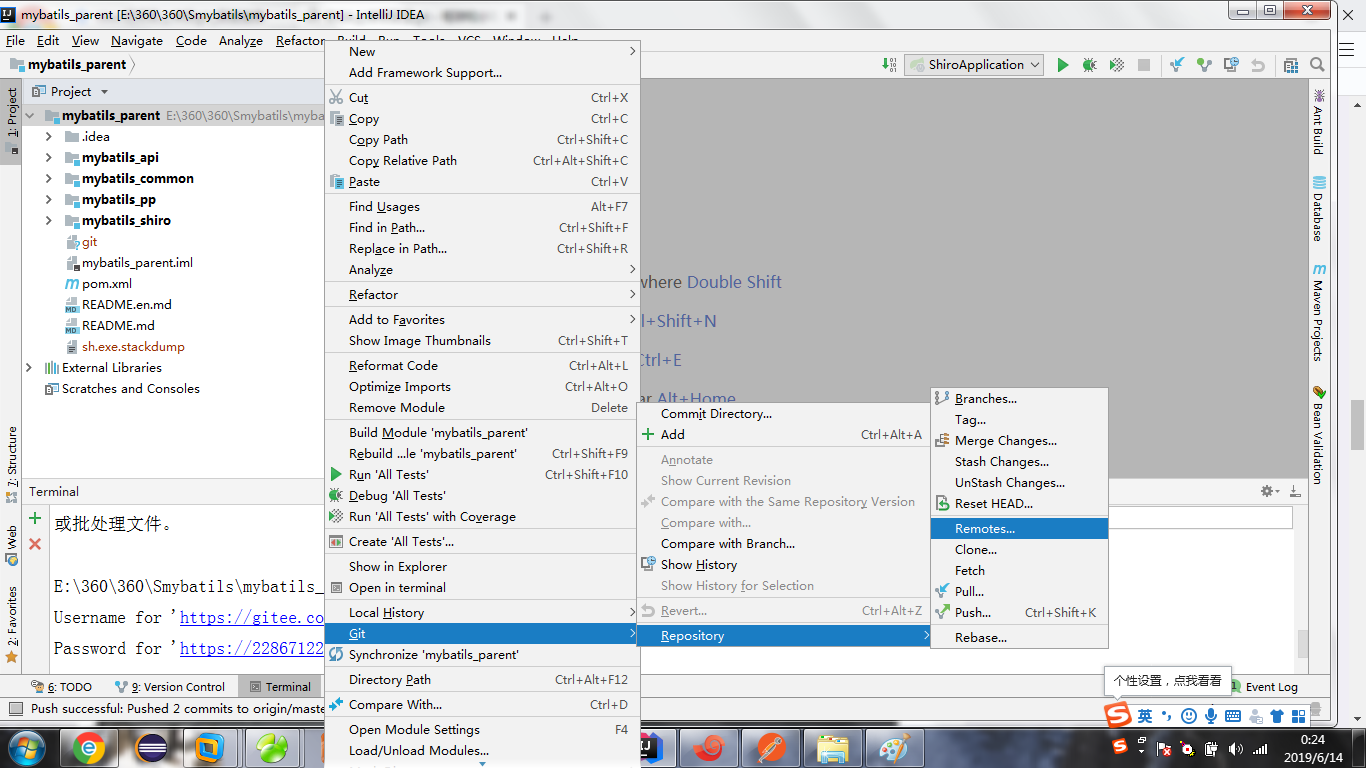 mybatils_parent [E:\360\360\Smybatils\mybatils_parent] - IntelliJ IDEA
File Edit View Navigate Code Analyze Refactor Build Run Tools VCS Window Help
mybatils_parent
ShiroApplication
1: Project
Project
mybatils_parent E:\360\360\Smybatils\myba
.idea
mybatils_api
mybatils_common
mybatils_pp
mybatils_shiro
git
mybatils_parent.iml
pom.xml
README.en.md
README.md
sh.exe.stackdump
External Libraries
Scratches and Consoles
New
Add Framework Support...
Cut Ctrl+X
Copy Ctrl+C
Copy Path Ctrl+Shift+C
Copy Relative Path Ctrl+Alt+Shift+C
Paste Ctrl+V
Find Usages Alt+F7
Find in Path... Ctrl+Shift+F
Replace in Path... Ctrl+Shift+R
Analyze
Refactor
Add to Favorites
Show Image Thumbnails Ctrl+Shift+T
Reformat Code Ctrl+Alt+L
Optimize Imports Ctrl+Alt+O
Remove Module Delete
Build Module 'mybatils_parent'
Rebuild ...le 'mybatils_parent' Ctrl+Shift+F9
Run 'All Tests' Ctrl+Shift+F10
Debug 'All Tests'
Run 'All Tests' with Coverage
Create 'All Tests'...
Show in Explorer
Open in terminal
Local History
Git
Synchronize 'mybatils_parent'
Directory Path Ctrl+Alt+F12
Compare With... Ctrl+D
Open Module Settings F4
Load/Unload Modules...
where Double Shift
l+Shift+N
Ctrl+E
ar Alt+Home
Commit Directory...
Add Ctrl+Alt+A
Annotate
Show Current Revision
Compare with the Same Repository Version
Compare with...
Compare with Branch...
Show History
Show History for Selection
Revert... Ctrl+Alt+Z
Repository
Branches...
Tag...
Merge Changes...
Stash Changes...
UnStash Changes...
Reset HEAD...
Remotes...
Clone...
Fetch
Pull...
Push... Ctrl+Shift+K
Rebase...
Ant Build
Database
m
Maven Projects
Bean Validation
7: Structure
Web
2: Favorites
Terminal
或批处理文件。
E:\360\360\Smybatils\mybatils_
Username for 'https://gitee.co
Password for 'https://22867122
6: TODO
9: Version Control
Terminal
Event Log
Push successful: Pushed 2 commits to origin/maste
个性设置，点我看看
英
0:24
2019/6/14